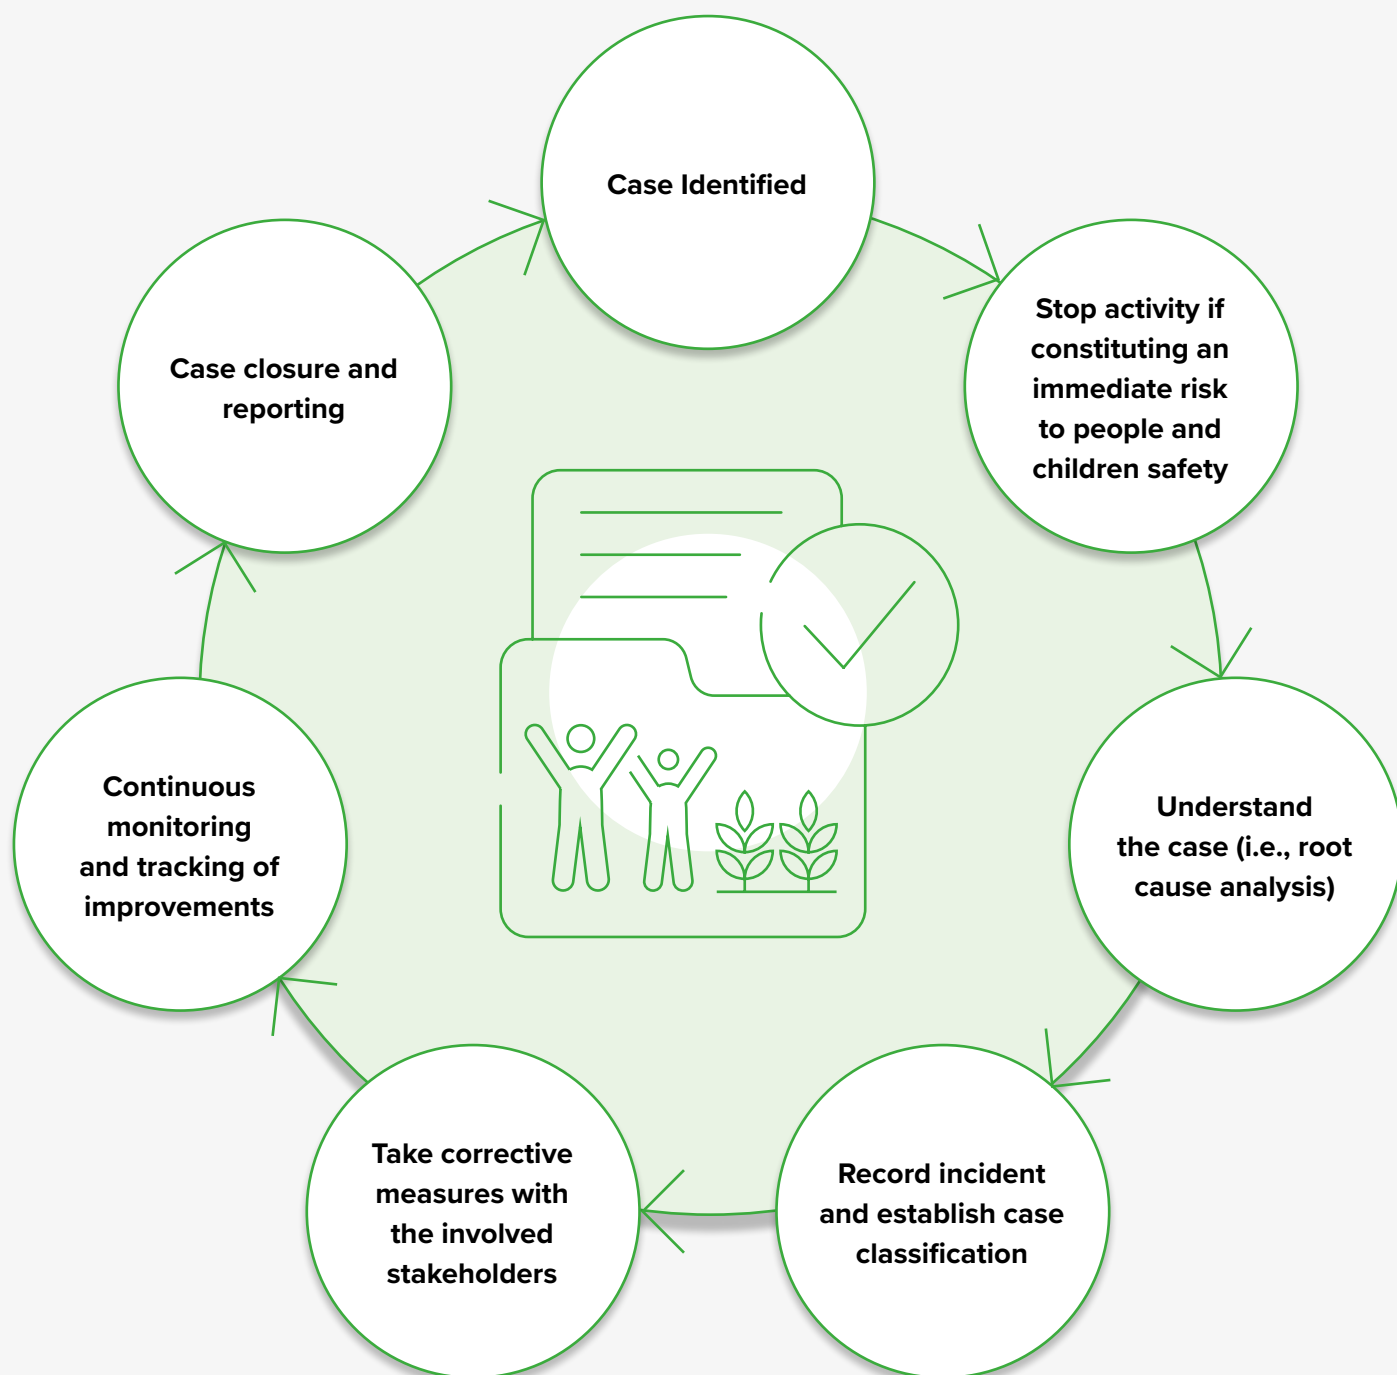 Case Identified
Stop activity if
constituting an
immediate risk
to people and
children safety
Understand
the case (i.e., root
cause analysis)
Record incident
and establish case
classification
Take corrective
measures with
the involved
stakeholders
Continuous
monitoring
and tracking of
improvements
Case closure and
reporting